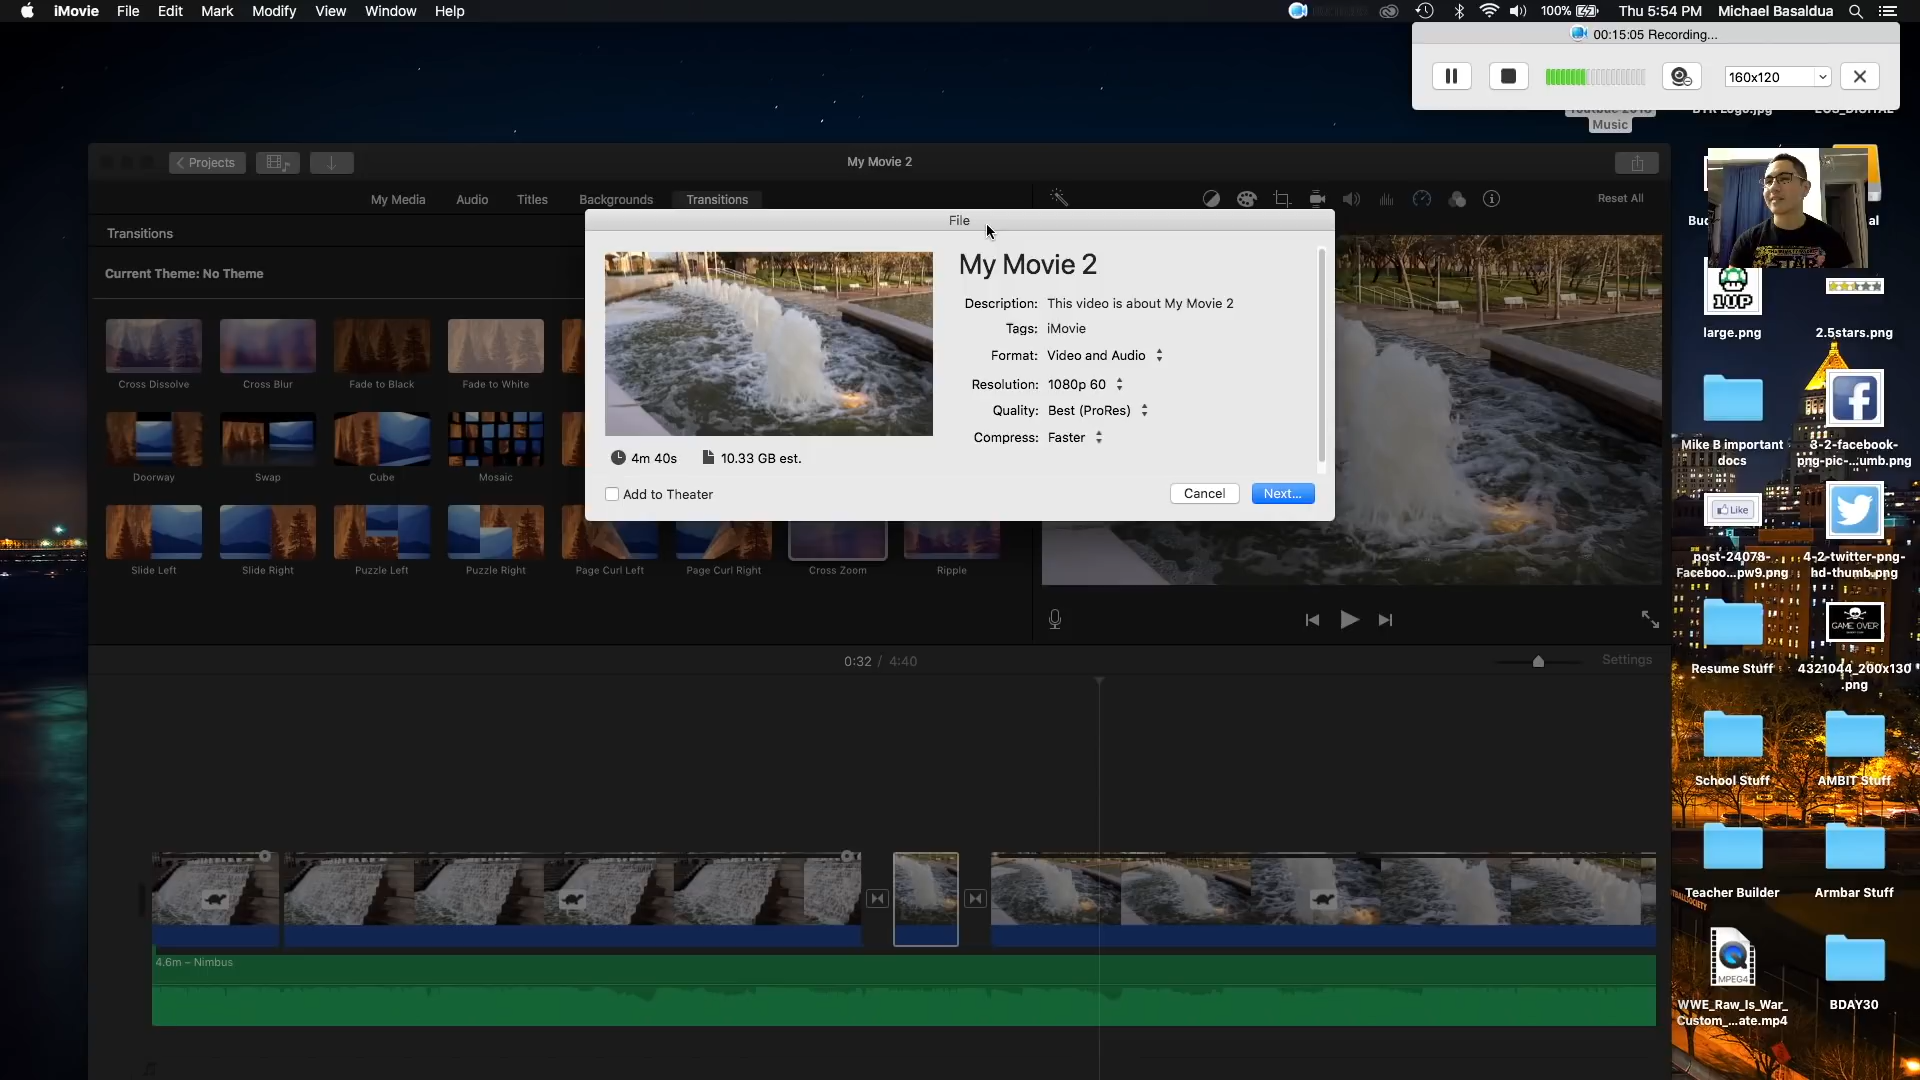 iMovie File Edit Mark Modify View Window Help
100% Thu 5:54 PM Michael Basaldua
00:15:05 Recording...
160x120
Music
Projects
My Movie 2
My Media Audio Titles Backgrounds Transitions
Reset All
Transitions
Current Theme: No Theme
Cross Dissolve Cross Blur Fade to Black Fade to White
Doorway Swap Cube Mosaic
Slide Left Slide Right Puzzle Left Puzzle Right Page Curl Left Page Curl Right Cross Zoom Ripple
File
My Movie 2
Description: This video is about My Movie 2
Tags: iMovie
Format: Video and Audio
Resolution: 1080p 60
Quality: Best (ProRes)
Compress: Faster
4m 40s 10.33 GB est.
Add to Theater
Cancel Next...
0:32 / 4:40
Settings
4.6m – Nimbus
1UP
large.png
2.5stars.png
Mike B important
docs
3-2-facebook-
png-pic-...umb.png
Like
post-24078-
Faceboo...pw9.png
4-2-twitter-png-
hd-thumb.png
Resume Stuff
GAME OVER
4321044_200x130
.png
School Stuff
AMBIT Stuff
Teacher Builder
Armbar Stuff
MPEG4
WWE_Raw_Is_War_
Custom_...ate.mp4
BDAY30